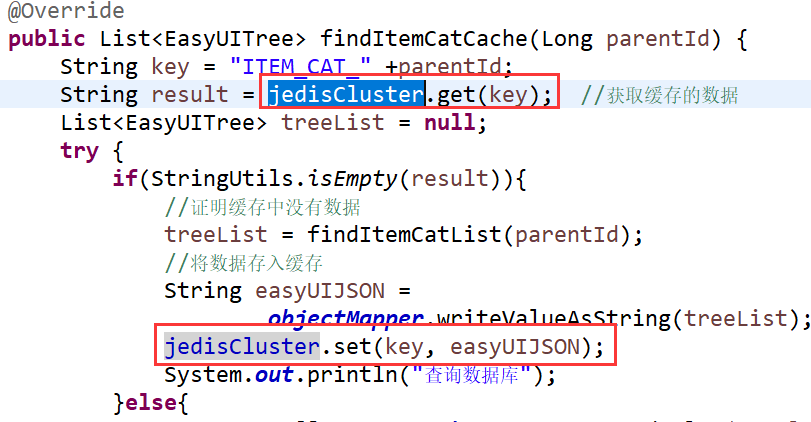 @Override
public List<EasyUITree> findItemCatCache(Long parentId) {
String key = "ITEM_CAT_" +parentId;
String result = jedisCluster.get(key); //获取缓存的数据
List<EasyUITree> treeList = null;
try {
if(StringUtils.isEmpty(result)){
//证明缓存中没有数据
treeList = findItemCatList(parentId);
//将数据存入缓存
String easyUIJSON =
objectMapper.writeValueAsString(treeList);
jedisCluster.set(key, easyUIJSON);
System.out.println("查询数据库");
}else{